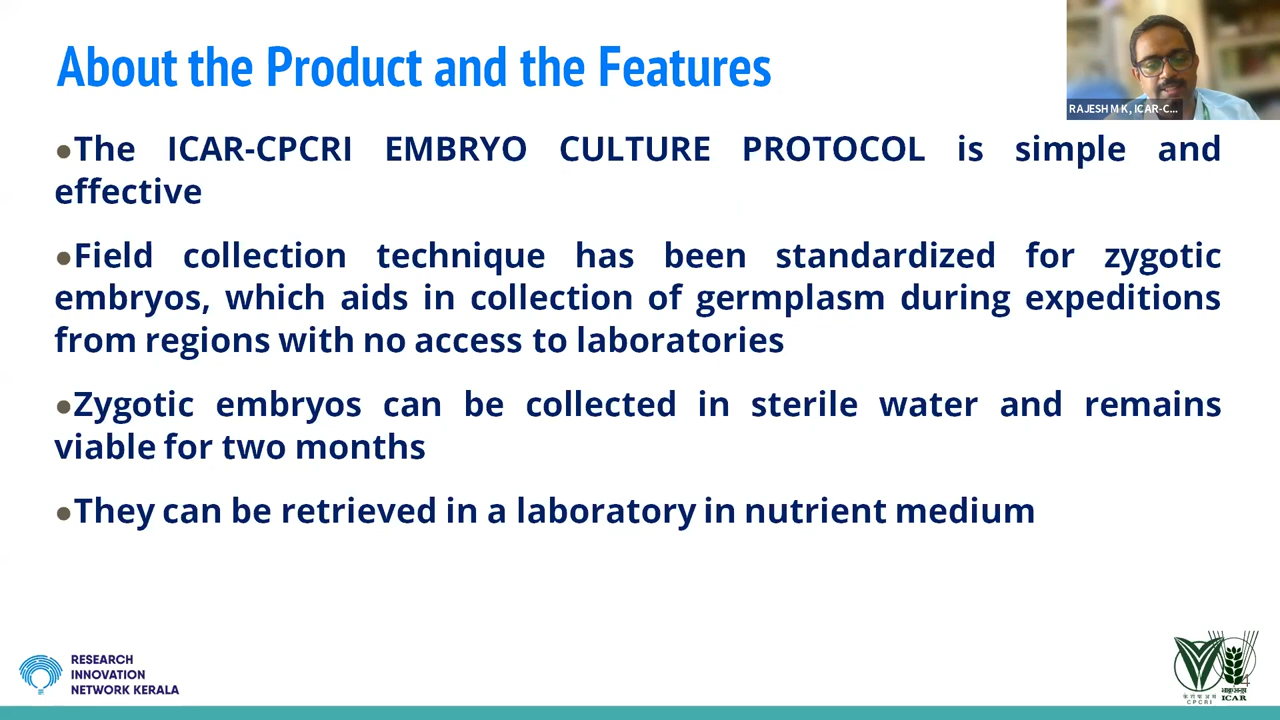 About the Product and the Features
RAJESH M K, ICAR-C...
●The ICAR-CPCRI EMBRYO CULTURE PROTOCOL is simple and
effective
●Field collection technique has been standardized for zygotic
embryos, which aids in collection of germplasm during expeditions
from regions with no access to laboratories
●Zygotic embryos can be collected in sterile water and remains
viable for two months
●They can be retrieved in a laboratory in nutrient medium
RESEARCH
INNOVATION
NETWORK KERALA
CPCRI
ICAR
4